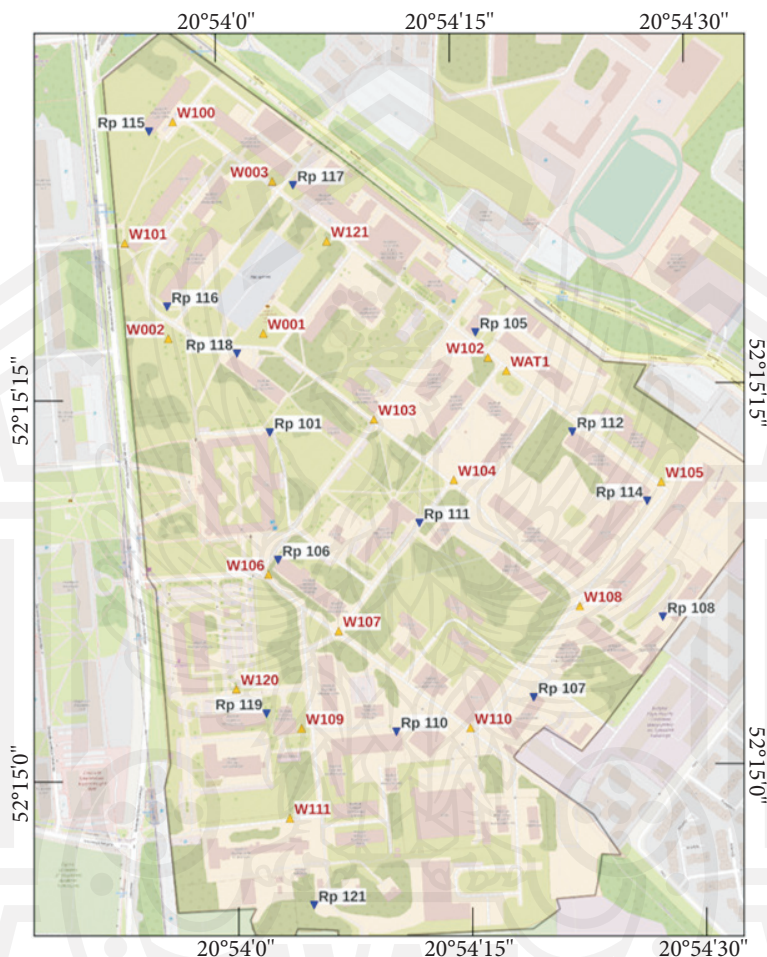 20°54'0" 20°54'15" 20°54'30"
W100
Rp 115
W003
Rp 117
W101
W121
Rp 116
W002
W001
Rp 118
Rp 105
W102
WAT1
52°15'15"
52°15'15"
W103
Rp 101
Rp 112
W104
W105
Rp 114
Rp 111
Rp 106
W106
W108
Rp 108
W107
W120
Rp 119
Rp 107
W109
Rp 110
W110
52°15'0"
52°15'0"
W111
Rp 121
20°54'0" 20°54'15" 20°54'30"